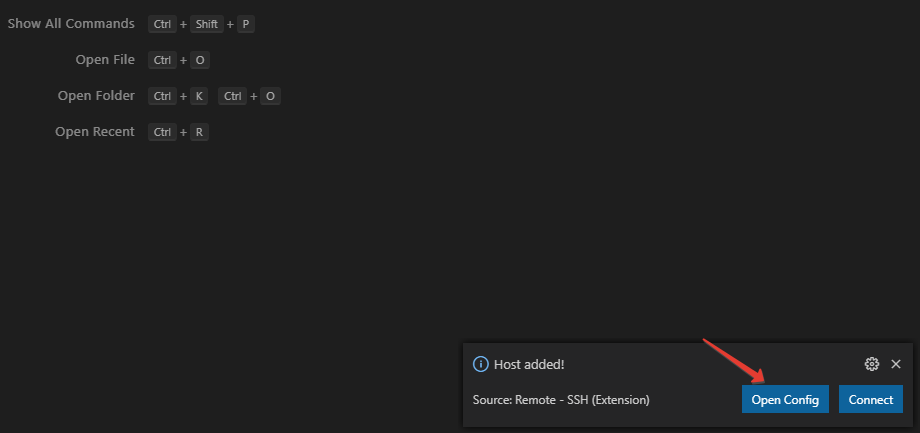 Show All Commands Ctrl + Shift + P
Open File Ctrl + O
Open Folder Ctrl + K Ctrl + O
Open Recent Ctrl + R
Host added!
Source: Remote - SSH (Extension) Open Config Connect